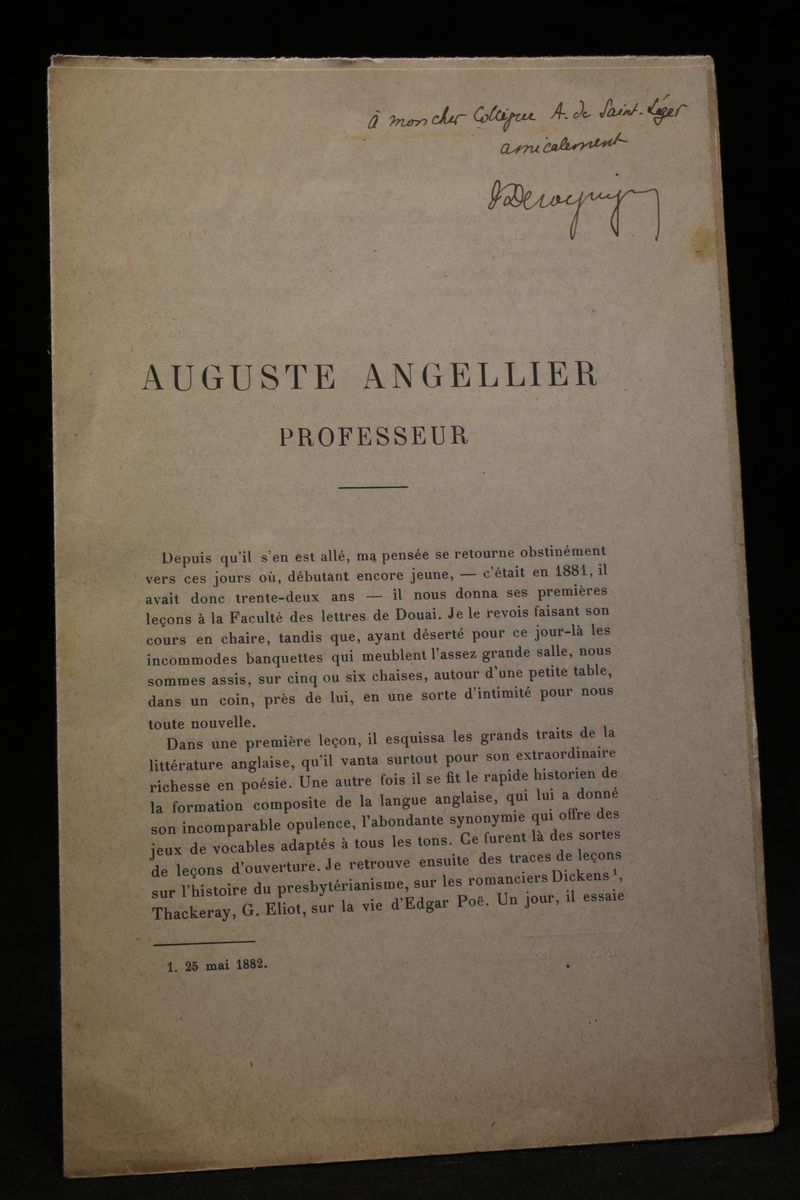 à mon cher Collègue A. de Saint-Léger
amicalement
J Derocquigny
AUGUSTE ANGELLIER
PROFESSEUR
Depuis qu'il s'en est allé, ma pensée se retourne obstinément
vers ces jours où, débutant encore jeune, — c'était en 1881, il
avait donc trente-deux ans — il nous donna ses premières
leçons à la Faculté des lettres de Douai. Je le revois faisant son
cours en chaire, tandis que, ayant déserté pour ce jour-là les
incommodes banquettes qui meublent l'assez grande salle, nous
sommes assis, sur cinq ou six chaises, autour d'une petite table,
dans un coin, près de lui, en une sorte d'intimité pour nous
toute nouvelle.
Dans une première leçon, il esquissa les grands traits de la
littérature anglaise, qu'il vanta surtout pour son extraordinaire
richesse en poésie. Une autre fois il se fit le rapide historien de
la formation composite de la langue anglaise, qui lui a donné
son incomparable opulence, l'abondante synonymie qui offre des
jeux de vocables adaptés à tous les tons. Ce furent là des sortes
de leçons d'ouverture. Je retrouve ensuite des traces de leçons
sur l'histoire du presbytérianisme, sur les romanciers Dickens ¹,
Thackeray, G. Eliot, sur la vie d'Edgar Poë. Un jour, il essaie
1. 25 mai 1882.